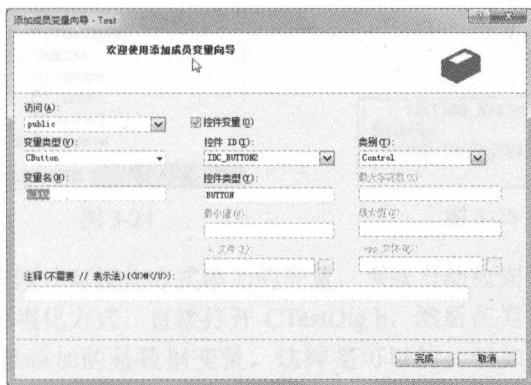 添加成员变量向导 - Test
欢迎使用添加成员变量向导
访问(A):
public
控件变量(O)
变量类型(V):
控件 ID(I):
类别(T):
CButton
IDC_BUTTON2
Control
变量名(N):
控件类型(Y):
最大字符数(X):
BUTTON
最小值(U):
最大值(E):
.h 文件(F):
.cpp 文件(P):
注释(不需要 // 表示法)(<U>M</U>):
完成
取消